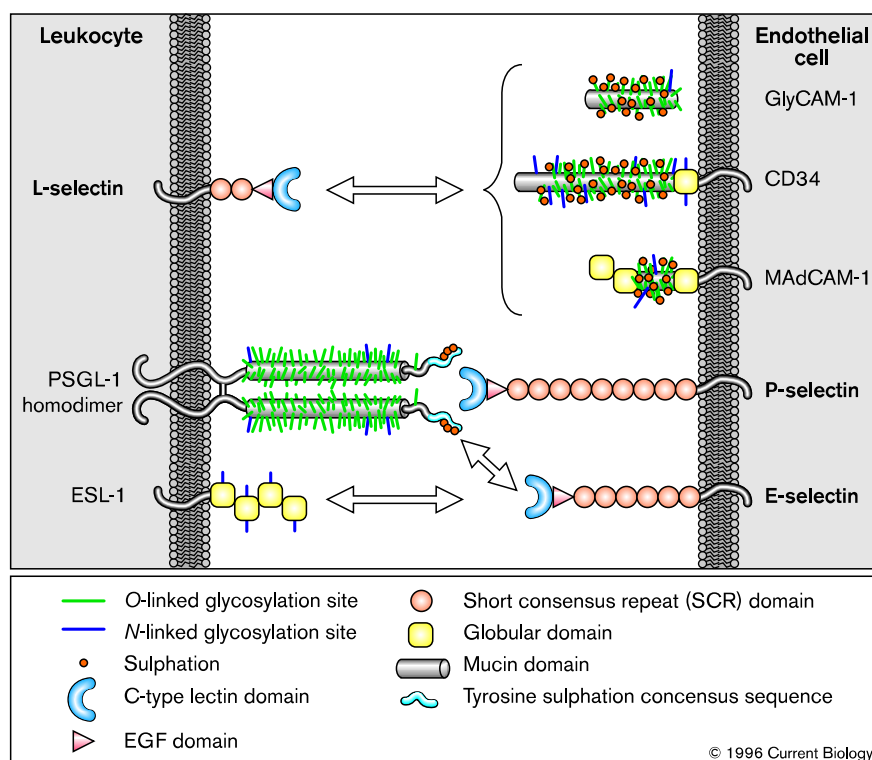 Leukocyte
Endothelial
cell
GlyCAM-1
L-selectin
CD34
MAdCAM-1
PSGL-1
homodimer
P-selectin
ESL-1
E-selectin
O-linked glycosylation site
N-linked glycosylation site
Sulphation
C-type lectin domain
EGF domain
Short consensus repeat (SCR) domain
Globular domain
Mucin domain
Tyrosine sulphation concensus sequence
© 1996 Current Biology